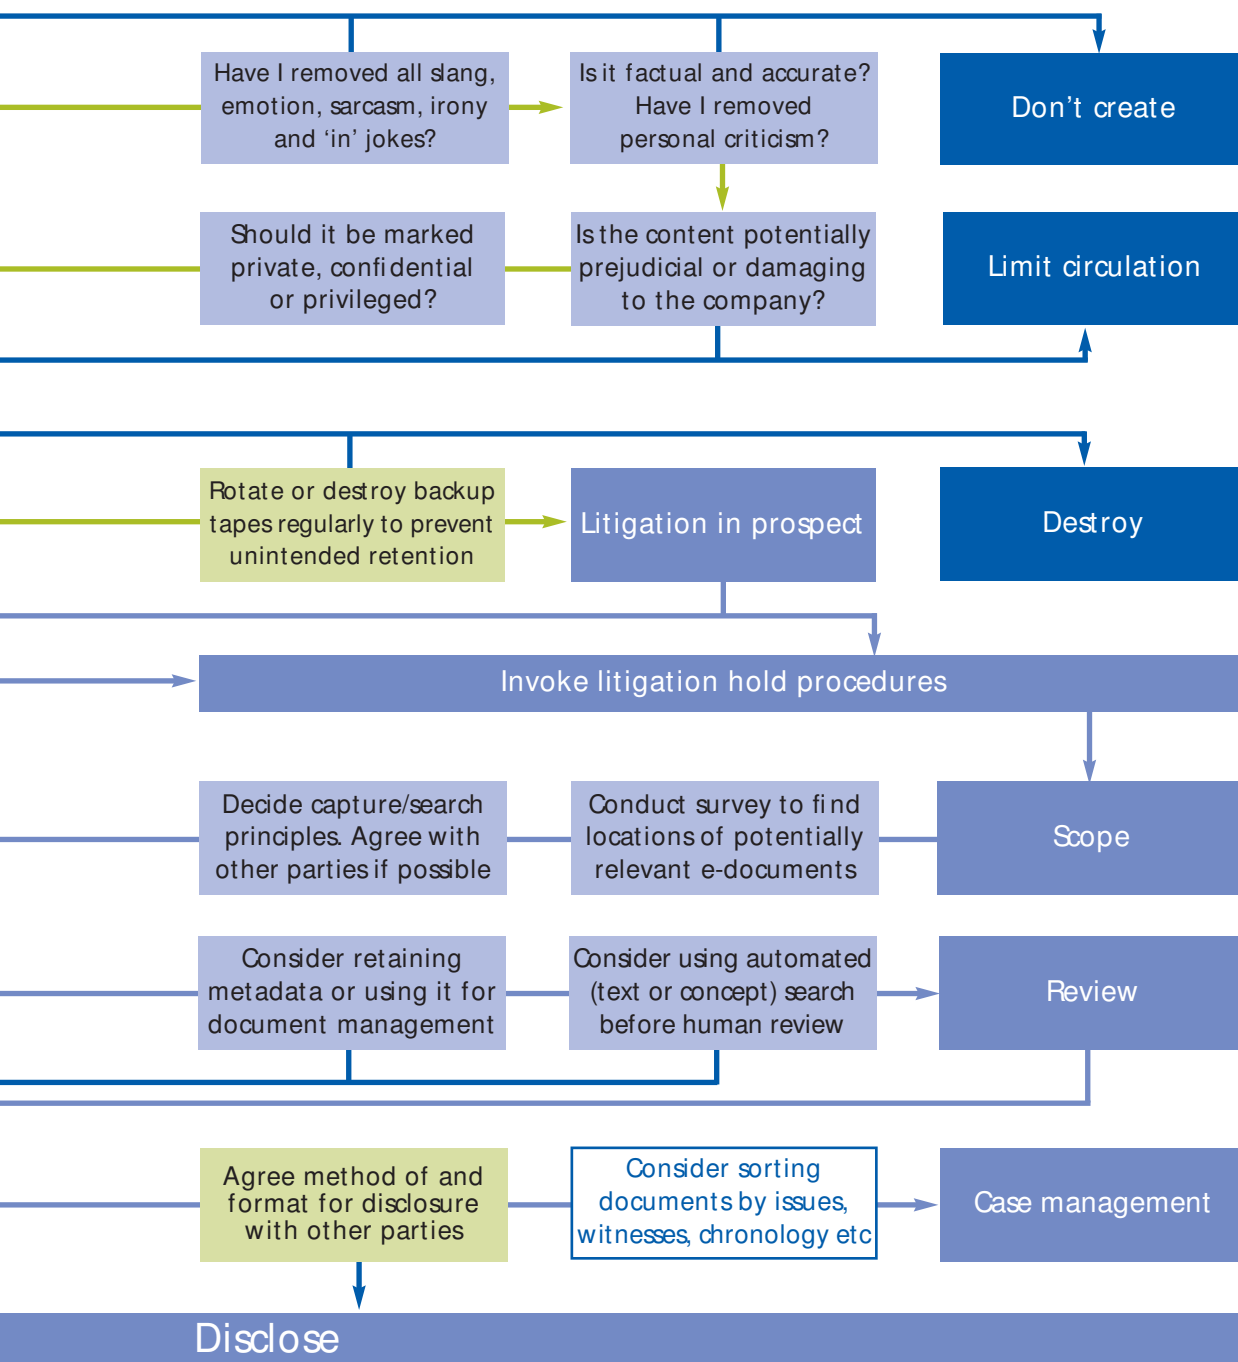 Have I removed all slang,
emotion, sarcasm, irony
and ‘in’ jokes?
Is it factual and accurate?
Have I removed
personal criticism?
Don’t create
Should it be marked
private, confidential
or privileged?
Is the content potentially
prejudicial or damaging
to the company?
Limit circulation
Rotate or destroy backup
tapes regularly to prevent
unintended retention
Litigation in prospect
Destroy
Invoke litigation hold procedures
Decide capture/search
principles. Agree with
other parties if possible
Conduct survey to find
locations of potentially
relevant e-documents
Scope
Consider retaining
metadata or using it for
document management
Consider using automated
(text or concept) search
before human review
Review
Agree method of and
format for disclosure
with other parties
Consider sorting
documents by issues,
witnesses, chronology etc
Case management
Disclose